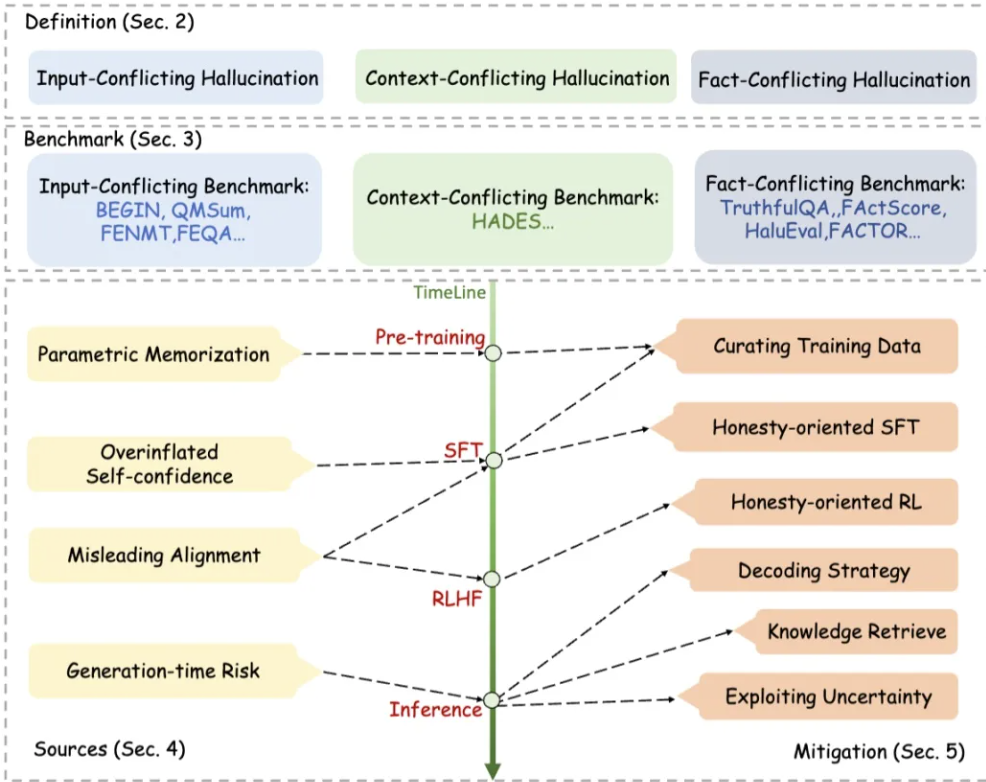 Definition (Sec. 2)
Input-Conflicting Hallucination
Context-Conflicting Hallucination
Fact-Conflicting Hallucination
Benchmark (Sec. 3)
Input-Conflicting Benchmark:
BEGIN, QMSum,
FENMT,FEQA...
Context-Conflicting Benchmark:
HADES...
Fact-Conflicting Benchmark:
TruthfulQA,,FActScore,
HaluEval,FACTOR...
TimeLine
Parametric Memorization
Pre-training
Curating Training Data
Overinflated
Self-confidence
SFT
Honesty-oriented SFT
Misleading Alignment
RLHF
Honesty-oriented RL
Decoding Strategy
Knowledge Retrieve
Generation-time Risk
Inference
Exploiting Uncertainty
Sources (Sec. 4)
Mitigation (Sec. 5)